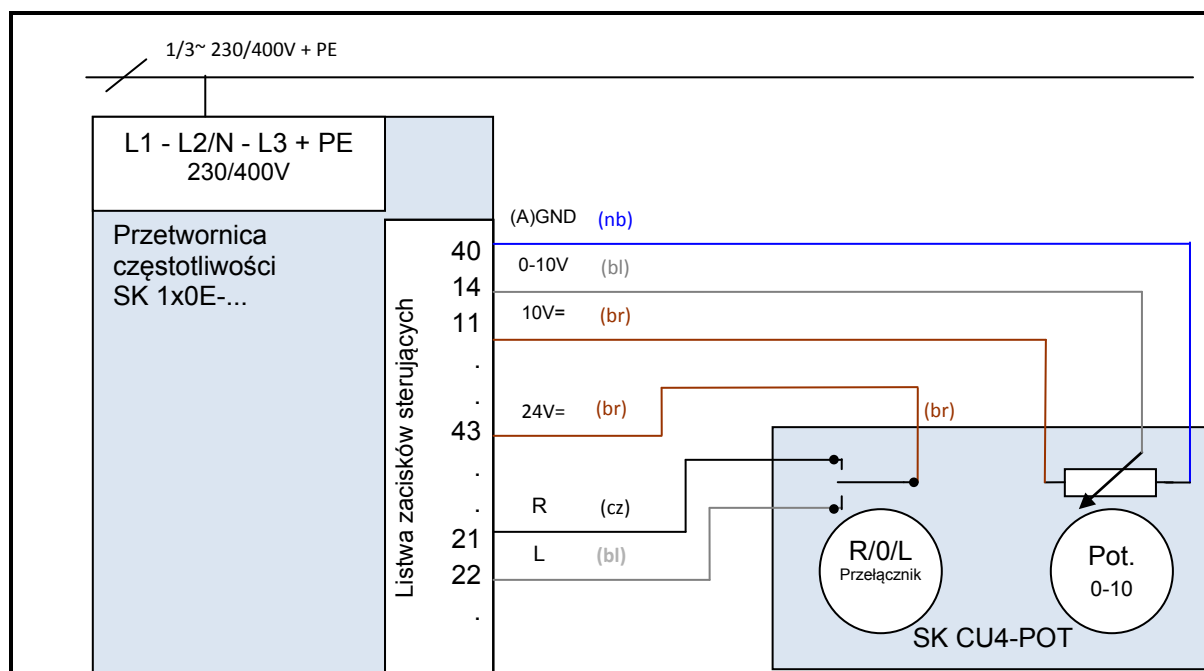 1/3~ 230/400V + PE
L1 - L2/N - L3 + PE
230/400V
Przetwornica
częstotliwości
SK 1x0E-...
Listwa zacisków sterujących
(A)GND (nb)
40
0-10V (bl)
14
10V= (br)
11
.
.
24V= (br) (br)
43
.
.
R (cz)
21
L (bl)
22
.
R/0/L
Przełącznik
Pot.
0-10
SK CU4-POT